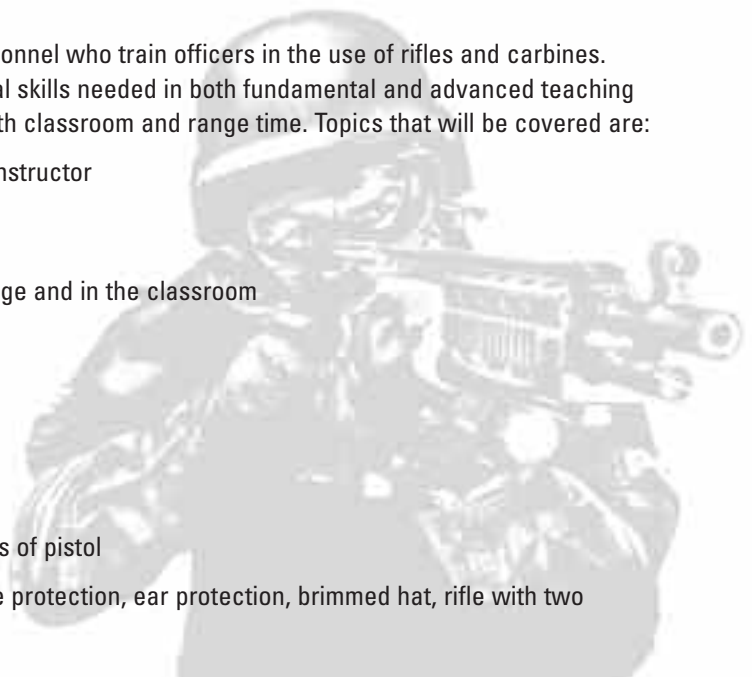 onnel who train officers in the use of rifles and carbines.
al skills needed in both fundamental and advanced teaching
th classroom and range time. Topics that will be covered are:
nstructor
ge and in the classroom
s of pistol
e protection, ear protection, brimmed hat, rifle with two